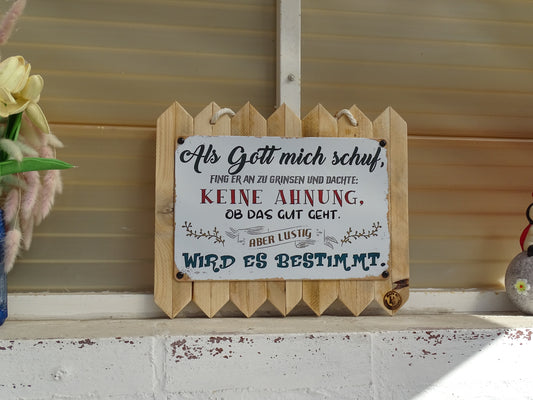 Als Gott mich schuf,
FING ER AN ZU GRINSEN UND DACHTE:
KEINE AHNUNG,
OB DAS GUT GEHT.
ABER LUSTIG
WIRD ES BESTIMMT.